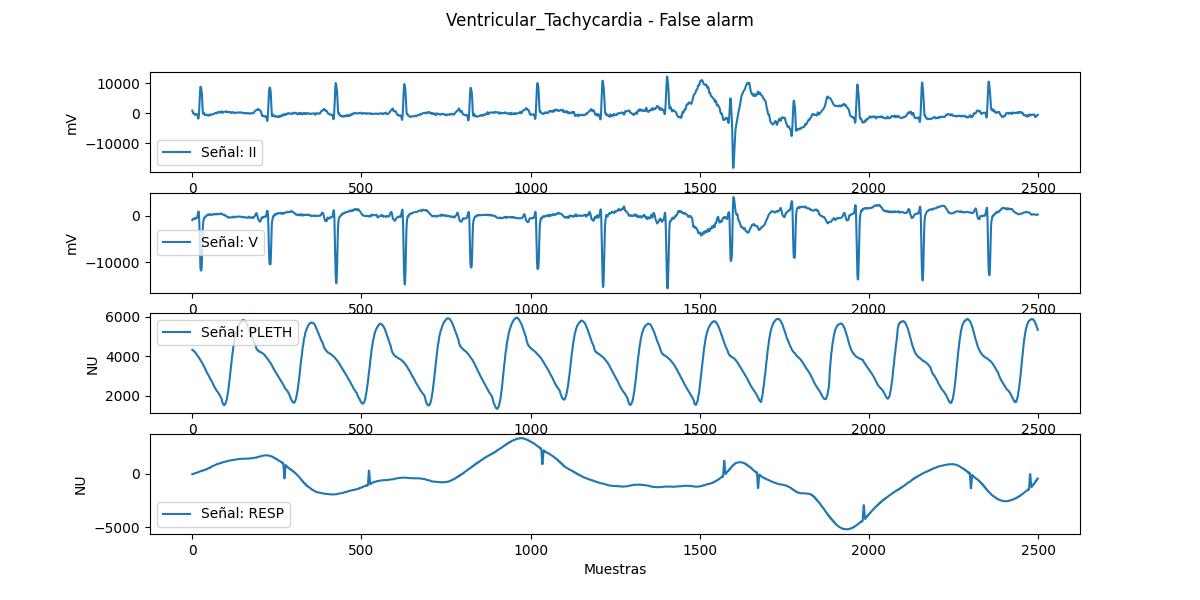 Ventricular_Tachycardia - False alarm
10000
0
−10000
mV
Señal: II
0 500 1000 1500 2000 2500
0
−10000
mV
Señal: V
0 500 1000 1500 2000 2500
6000
4000
2000
NU
Señal: PLETH
0 500 1000 1500 2000 2500
0
−5000
NU
Señal: RESP
0 500 1000 1500 2000 2500
Muestras